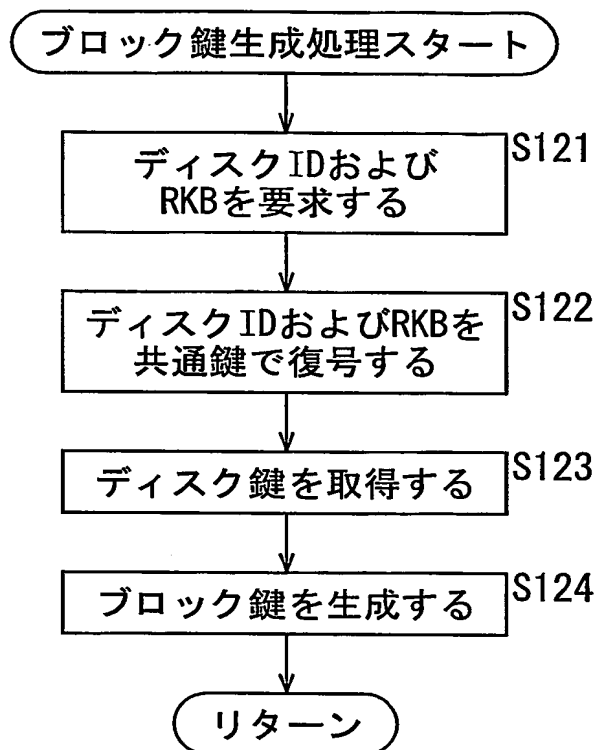 ブロック鍵生成処理スタート
S121
ディスクIDおよび
RKBを要求する
S122
ディスクIDおよびRKBを
共通鍵で復号する
S123
ディスク鍵を取得する
S124
ブロック鍵を生成する
リターン